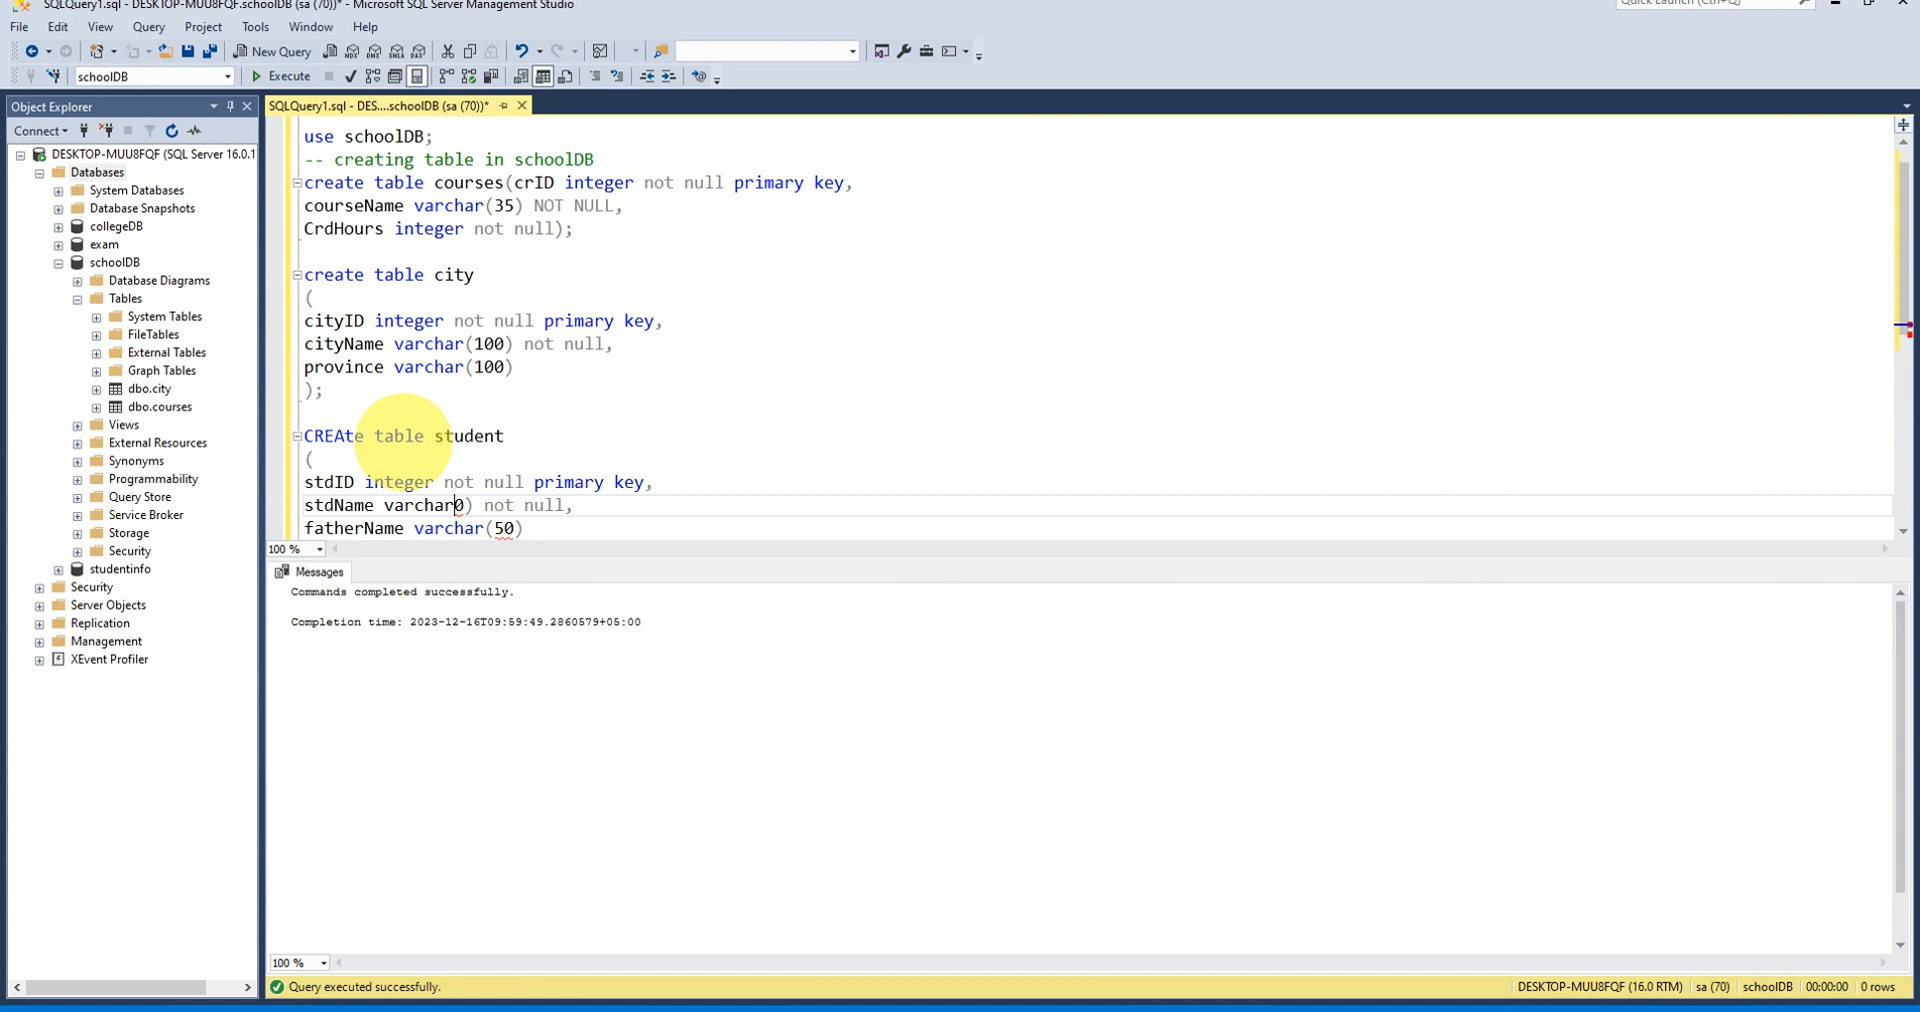 SQLQuery1.sql - DESKTOP-MUU8FQF.schoolDB (sa (70))* - Microsoft SQL Server Management Studio
Quick Launch (Ctrl+Q)
File Edit View Query Project Tools Window Help
New Query
schoolDB
Execute
Object Explorer
SQLQuery1.sql - DES....schoolDB (sa (70))*
Connect
DESKTOP-MUU8FQF (SQL Server 16.0.1
Databases
System Databases
Database Snapshots
collegeDB
exam
schoolDB
Database Diagrams
Tables
System Tables
FileTables
External Tables
Graph Tables
dbo.city
dbo.courses
Views
External Resources
Synonyms
Programmability
Query Store
Service Broker
Storage
Security
studentinfo
Security
Server Objects
Replication
Management
XEvent Profiler
use schoolDB;
-- creating table in schoolDB
create table courses(crID integer not null primary key,
courseName varchar(35) NOT NULL,
CrdHours integer not null);
create table city
(
cityID integer not null primary key,
cityName varchar(100) not null,
province varchar(100)
);
CREAte table student
(
stdID integer not null primary key,
stdName varchar0) not null,
fatherName varchar(50)
100 %
Messages
Commands completed successfully.
Completion time: 2023-12-16T09:59:49.2860579+05:00
100 %
Query executed successfully.
DESKTOP-MUU8FQF (16.0 RTM) sa (70) schoolDB 00:00:00 0 rows